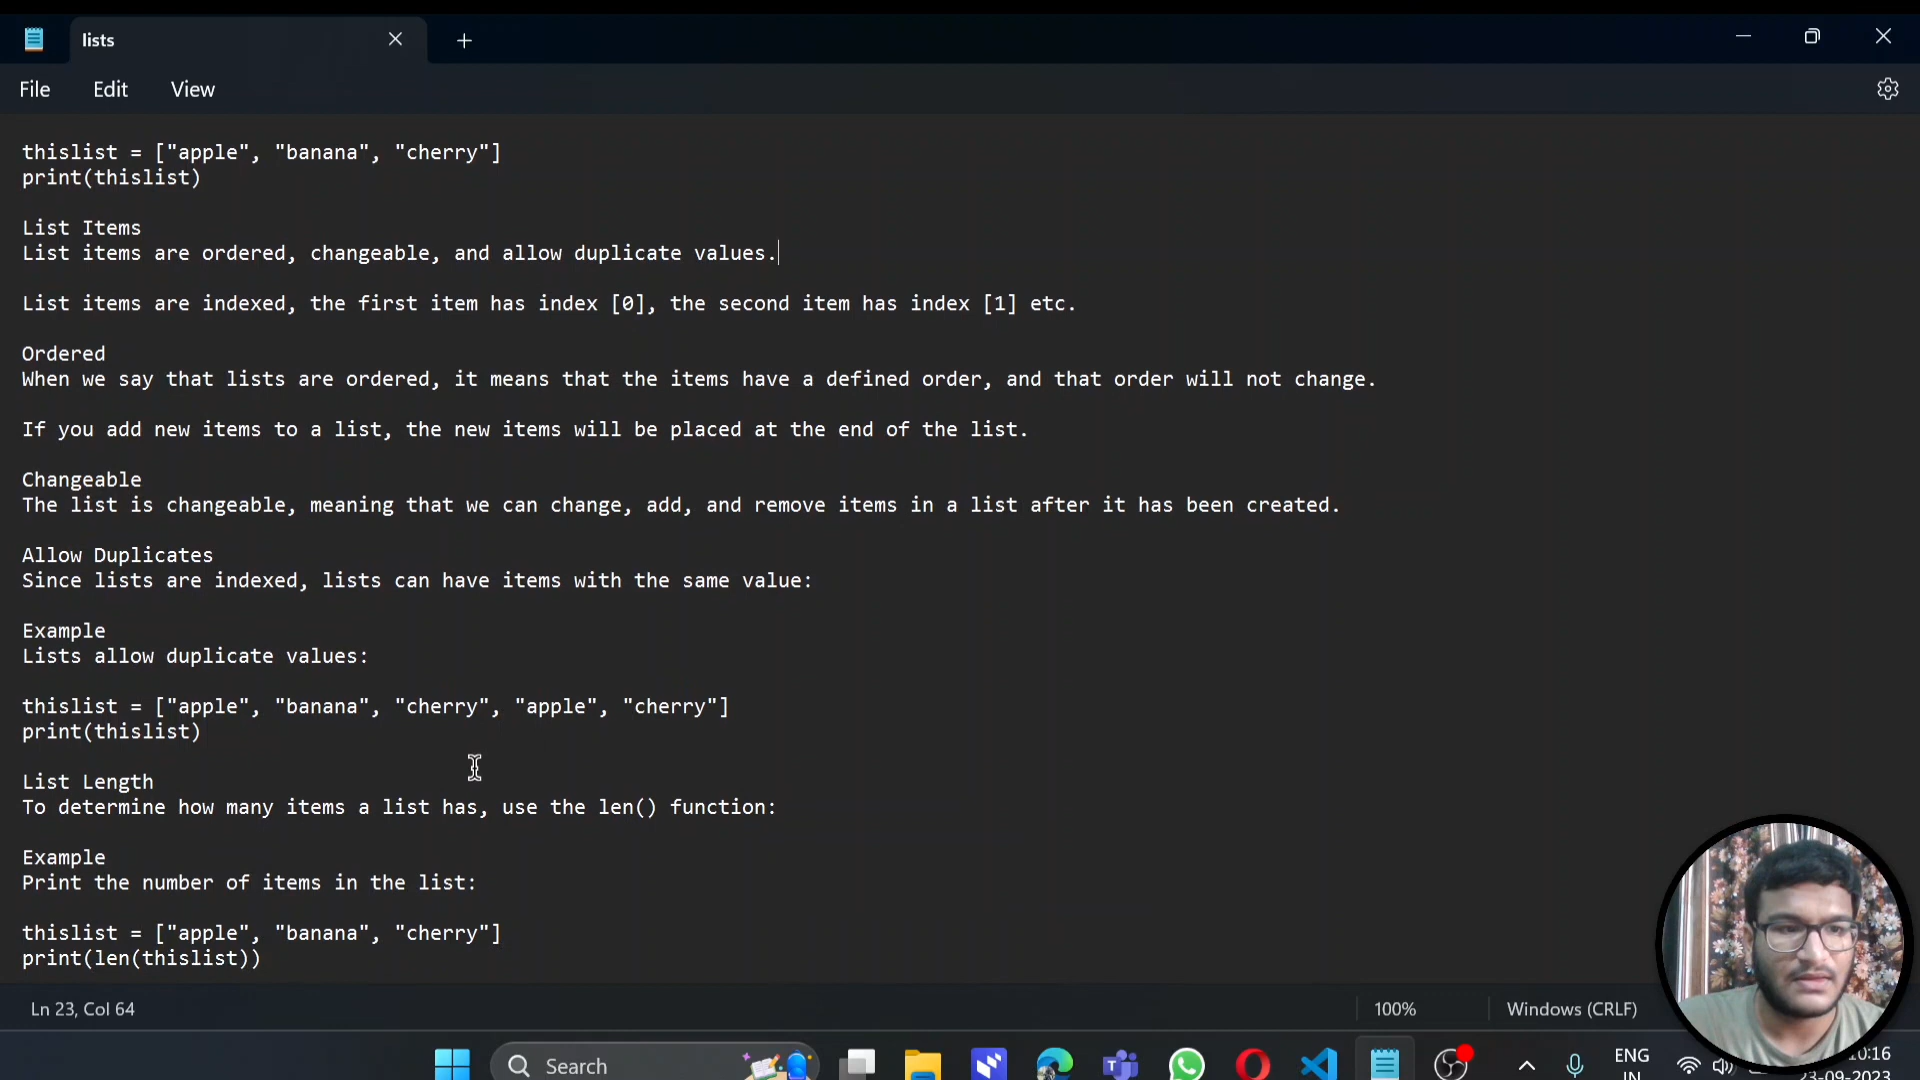 lists
File Edit View
thislist = ["apple", "banana", "cherry"]
print(thislist)
List Items
List items are ordered, changeable, and allow duplicate values.
List items are indexed, the first item has index [0], the second item has index [1] etc.
Ordered
When we say that lists are ordered, it means that the items have a defined order, and that order will not change.
If you add new items to a list, the new items will be placed at the end of the list.
Changeable
The list is changeable, meaning that we can change, add, and remove items in a list after it has been created.
Allow Duplicates
Since lists are indexed, lists can have items with the same value:
Example
Lists allow duplicate values:
thislist = ["apple", "banana", "cherry", "apple", "cherry"]
print(thislist)
List Length
To determine how many items a list has, use the len() function:
Example
Print the number of items in the list:
thislist = ["apple", "banana", "cherry"]
print(len(thislist))
Ln 23, Col 64 100% Windows (CRLF)
Search ENG 10:16
IN 23-09-2023